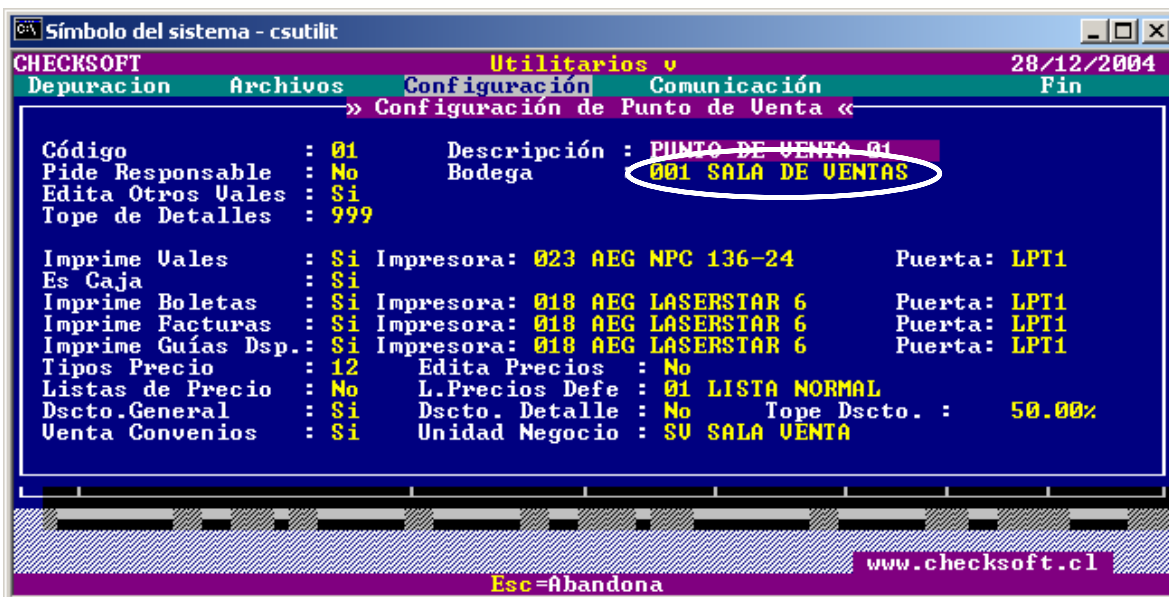 Símbolo del sistema - csutilit
CHECKSOFT Utilitarios v 28/12/2004
Depuracion Archivos Configuración Comunicación Fin
» Configuración de Punto de Venta «
Código : 01 Descripción : PUNTO DE VENTA 01
Pide Responsable : No Bodega : 001 SALA DE VENTAS
Edita Otros Vales : Si
Tope de Detalles : 999
Imprime Vales : Si Impresora: 023 AEG NPC 136-24 Puerta: LPT1
Es Caja : Si
Imprime Boletas : Si Impresora: 018 AEG LASERSTAR 6 Puerta: LPT1
Imprime Facturas : Si Impresora: 018 AEG LASERSTAR 6 Puerta: LPT1
Imprime Guías Dsp.: Si Impresora: 018 AEG LASERSTAR 6 Puerta: LPT1
Tipos Precio : 12 Edita Precios : No
Listas de Precio : No L.Precios Defe : 01 LISTA NORMAL
Dscto.General : Si Dscto. Detalle : No Tope Dscto. : 50.00%
Venta Convenios : Si Unidad Negocio : SV SALA VENTA
www.checksoft.cl
Esc=Abandona